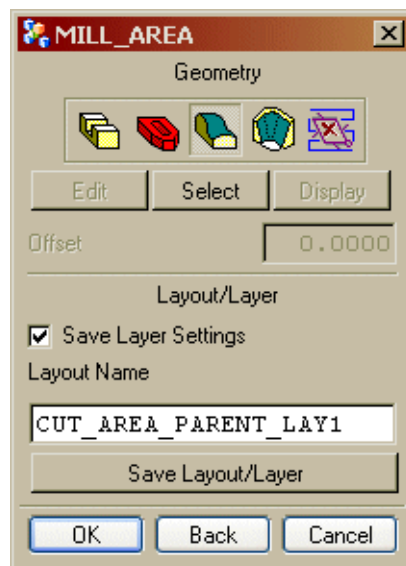 MILL_AREA
Geometry
Edit Select Display
Offset 0.0000
Layout/Layer
Save Layer Settings
Layout Name
CUT_AREA_PARENT_LAY1
Save Layout/Layer
OK Back Cancel